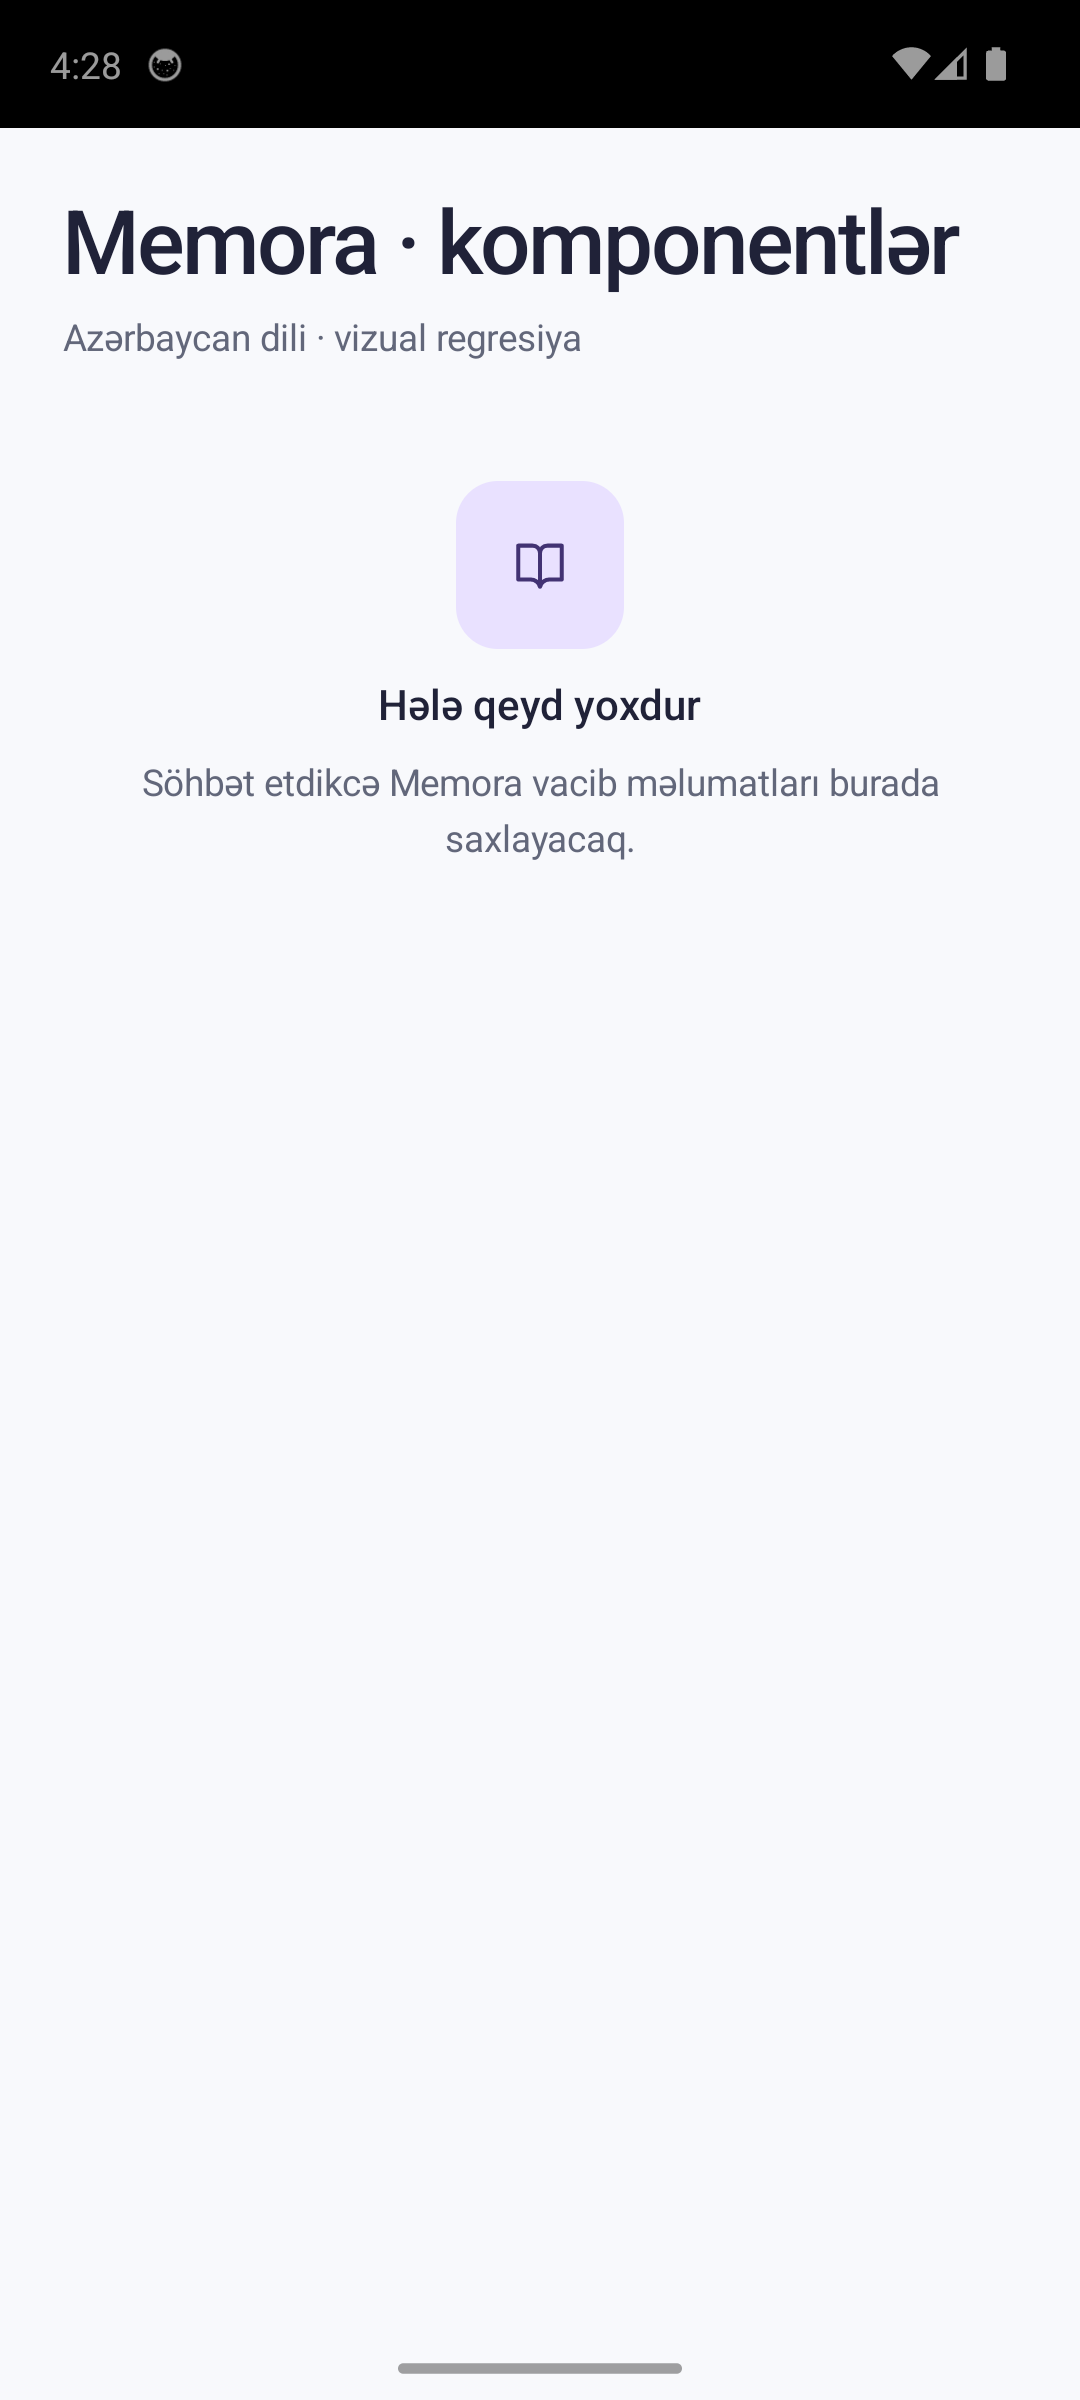 4:28
Memora · komponentlər
Azərbaycan dili · vizual regresiya
Hələ qeyd yoxdur
Söhbət etdikcə Memora vacib məlumatları burada
saxlayacaq.